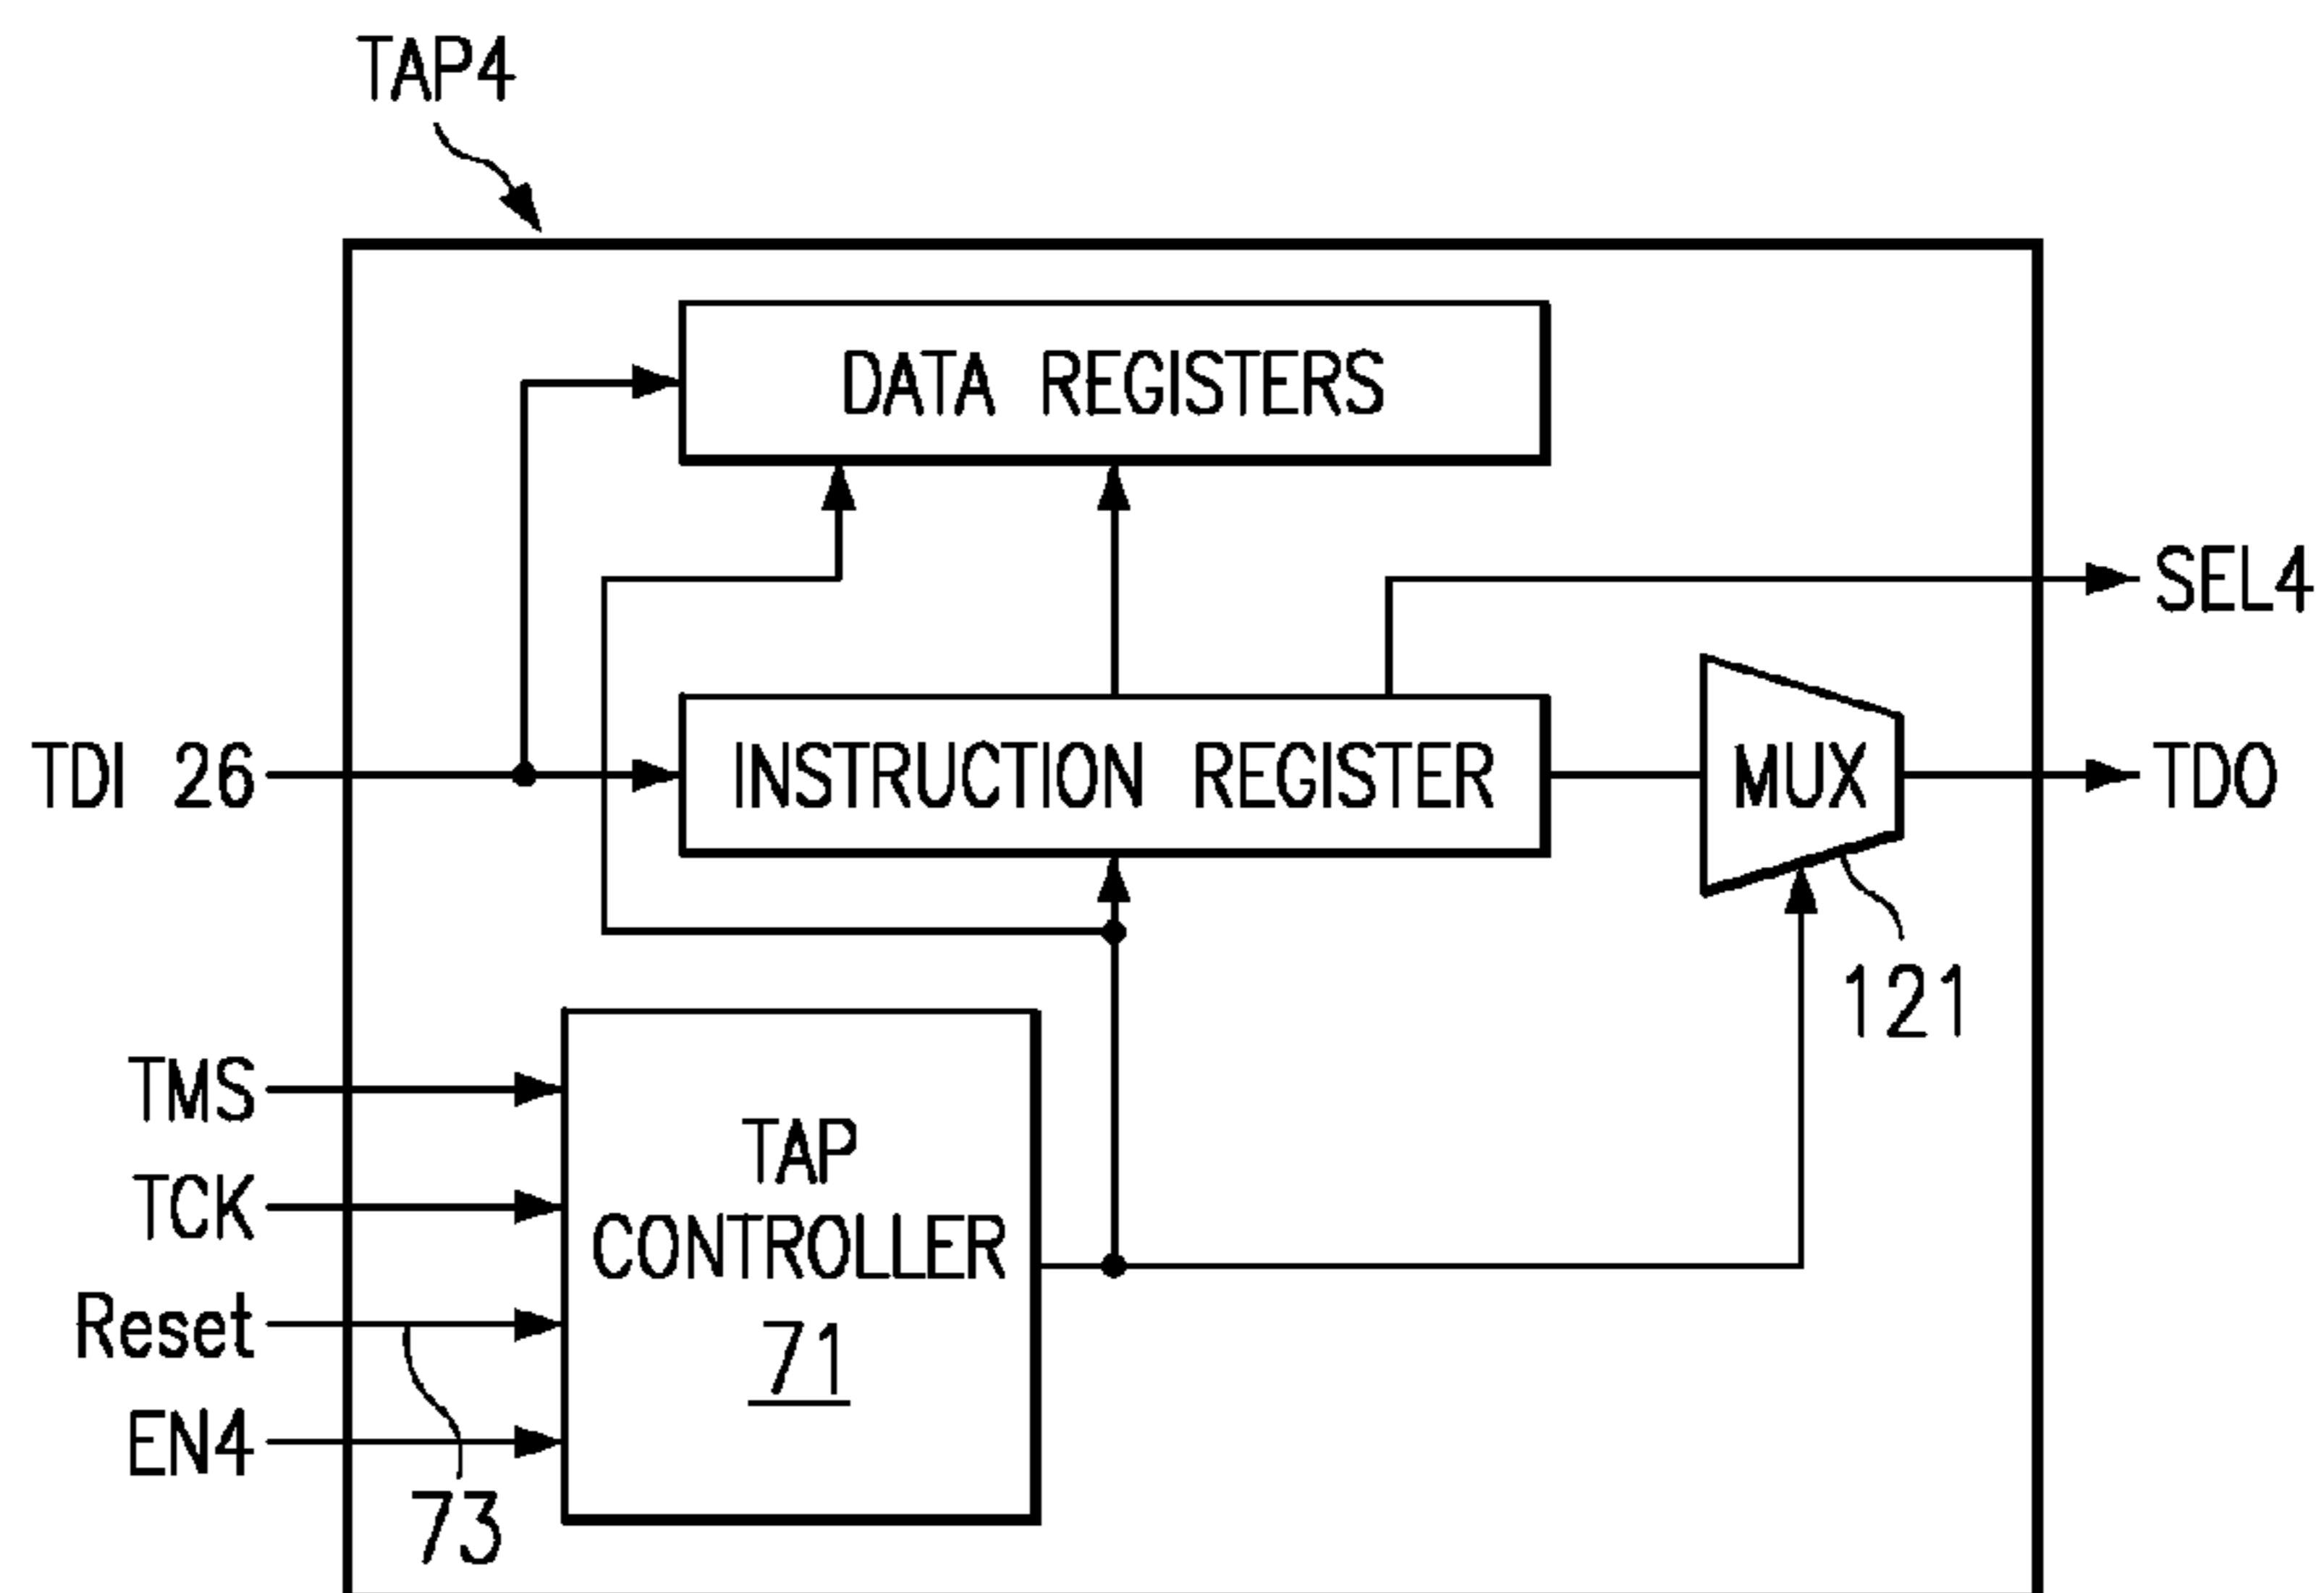 TAP4
DATA REGISTERS
SEL4
TDI 26
INSTRUCTION REGISTER
MUX
TDO
121
TMS
TCK
Reset
EN4
TAP
CONTROLLER
71
73